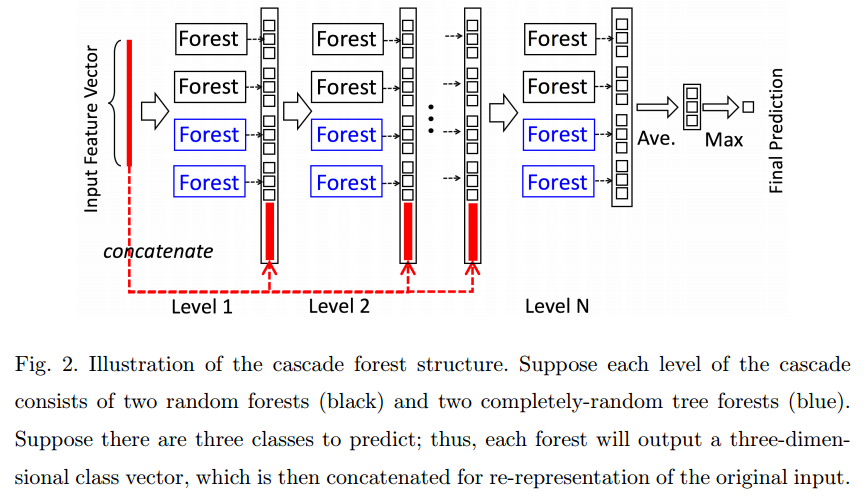 Input Feature Vector
Forest
Forest
Forest
Forest
Forest
Forest
Forest
Forest
Forest
Forest
Forest
Forest
Ave.
Max
Final Prediction
concatenate
Level 1
Level 2
Level N
Fig. 2. Illustration of the cascade forest structure. Suppose each level of the cascade
consists of two random forests (black) and two completely-random tree forests (blue).
Suppose there are three classes to predict; thus, each forest will output a three-dimen-
sional class vector, which is then concatenated for re-representation of the original input.